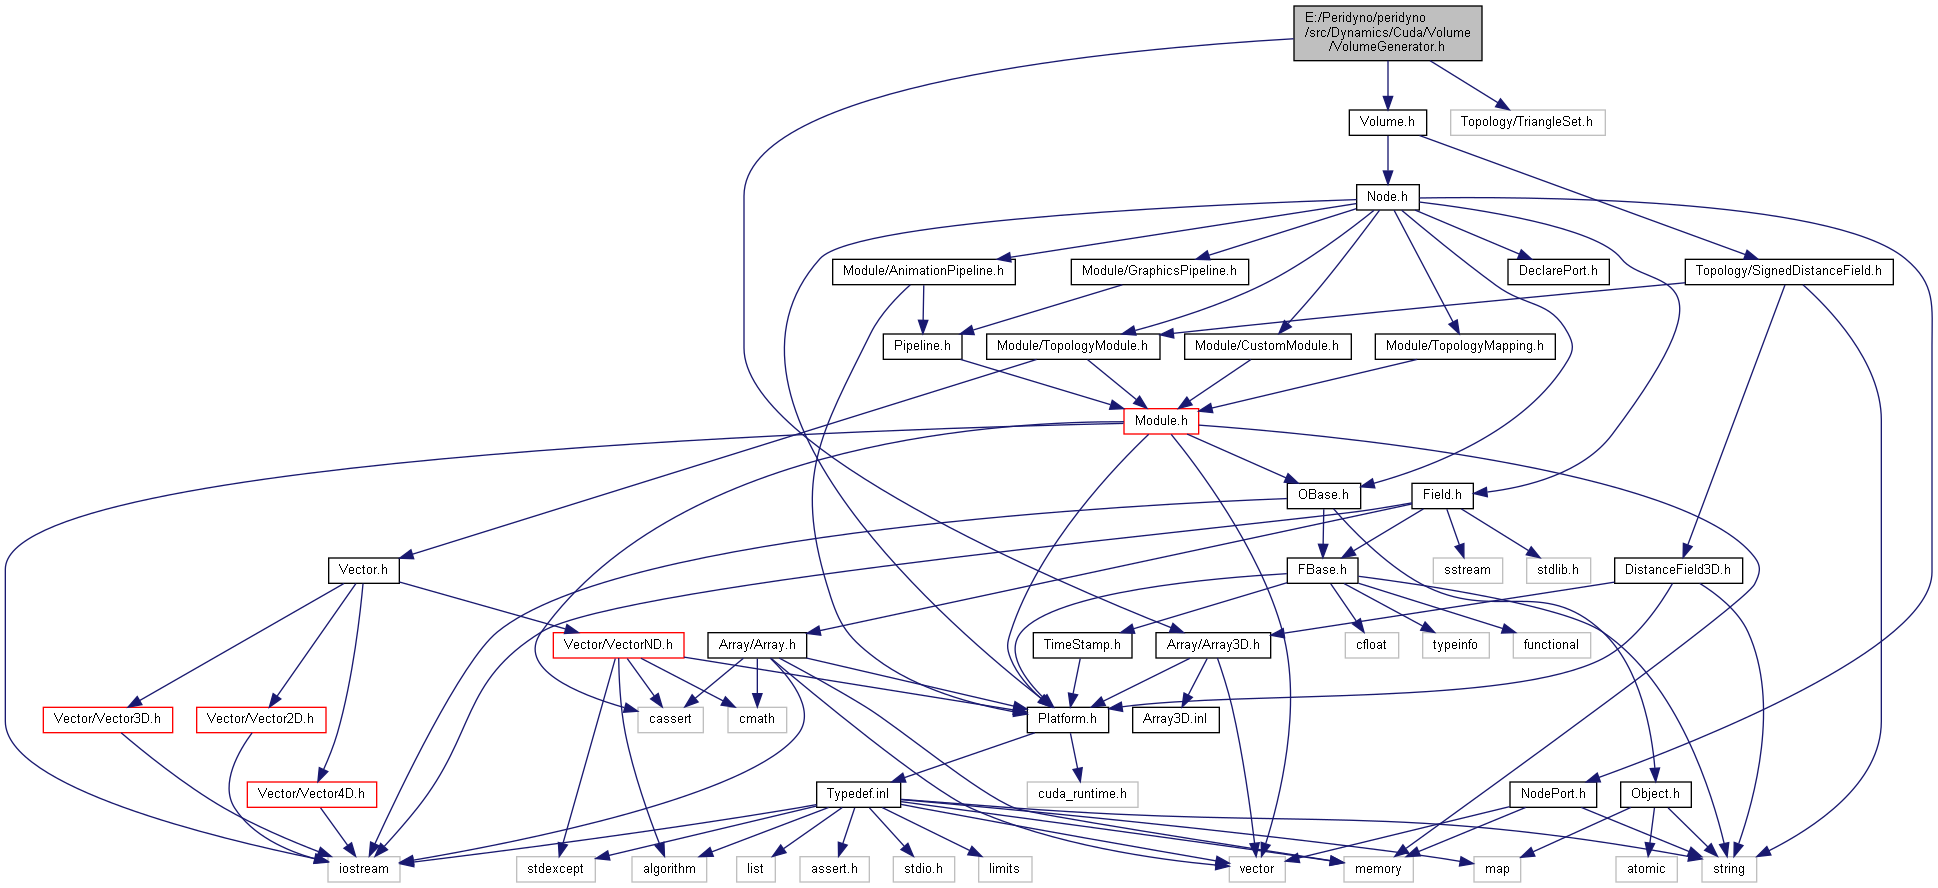 E:/Peridyno/peridyno
/src/Dynamics/Cuda/Volume
/VolumeGenerator.h
Volume.h
Topology/TriangleSet.h
Node.h
Module/AnimationPipeline.h
Module/GraphicsPipeline.h
DeclarePort.h
Topology/SignedDistanceField.h
Pipeline.h
Module/TopologyModule.h
Module/CustomModule.h
Module/TopologyMapping.h
Module.h
OBase.h
Field.h
Vector.h
FBase.h
sstream
stdlib.h
DistanceField3D.h
Vector/VectorND.h
Array/Array.h
TimeStamp.h
Array/Array3D.h
cfloat
typeinfo
functional
Vector/Vector3D.h
Vector/Vector2D.h
cassert
cmath
Platform.h
Array3D.inl
Vector/Vector4D.h
Typedef.inl
cuda_runtime.h
NodePort.h
Object.h
iostream
stdexcept
algorithm
list
assert.h
stdio.h
limits
vector
memory
map
atomic
string